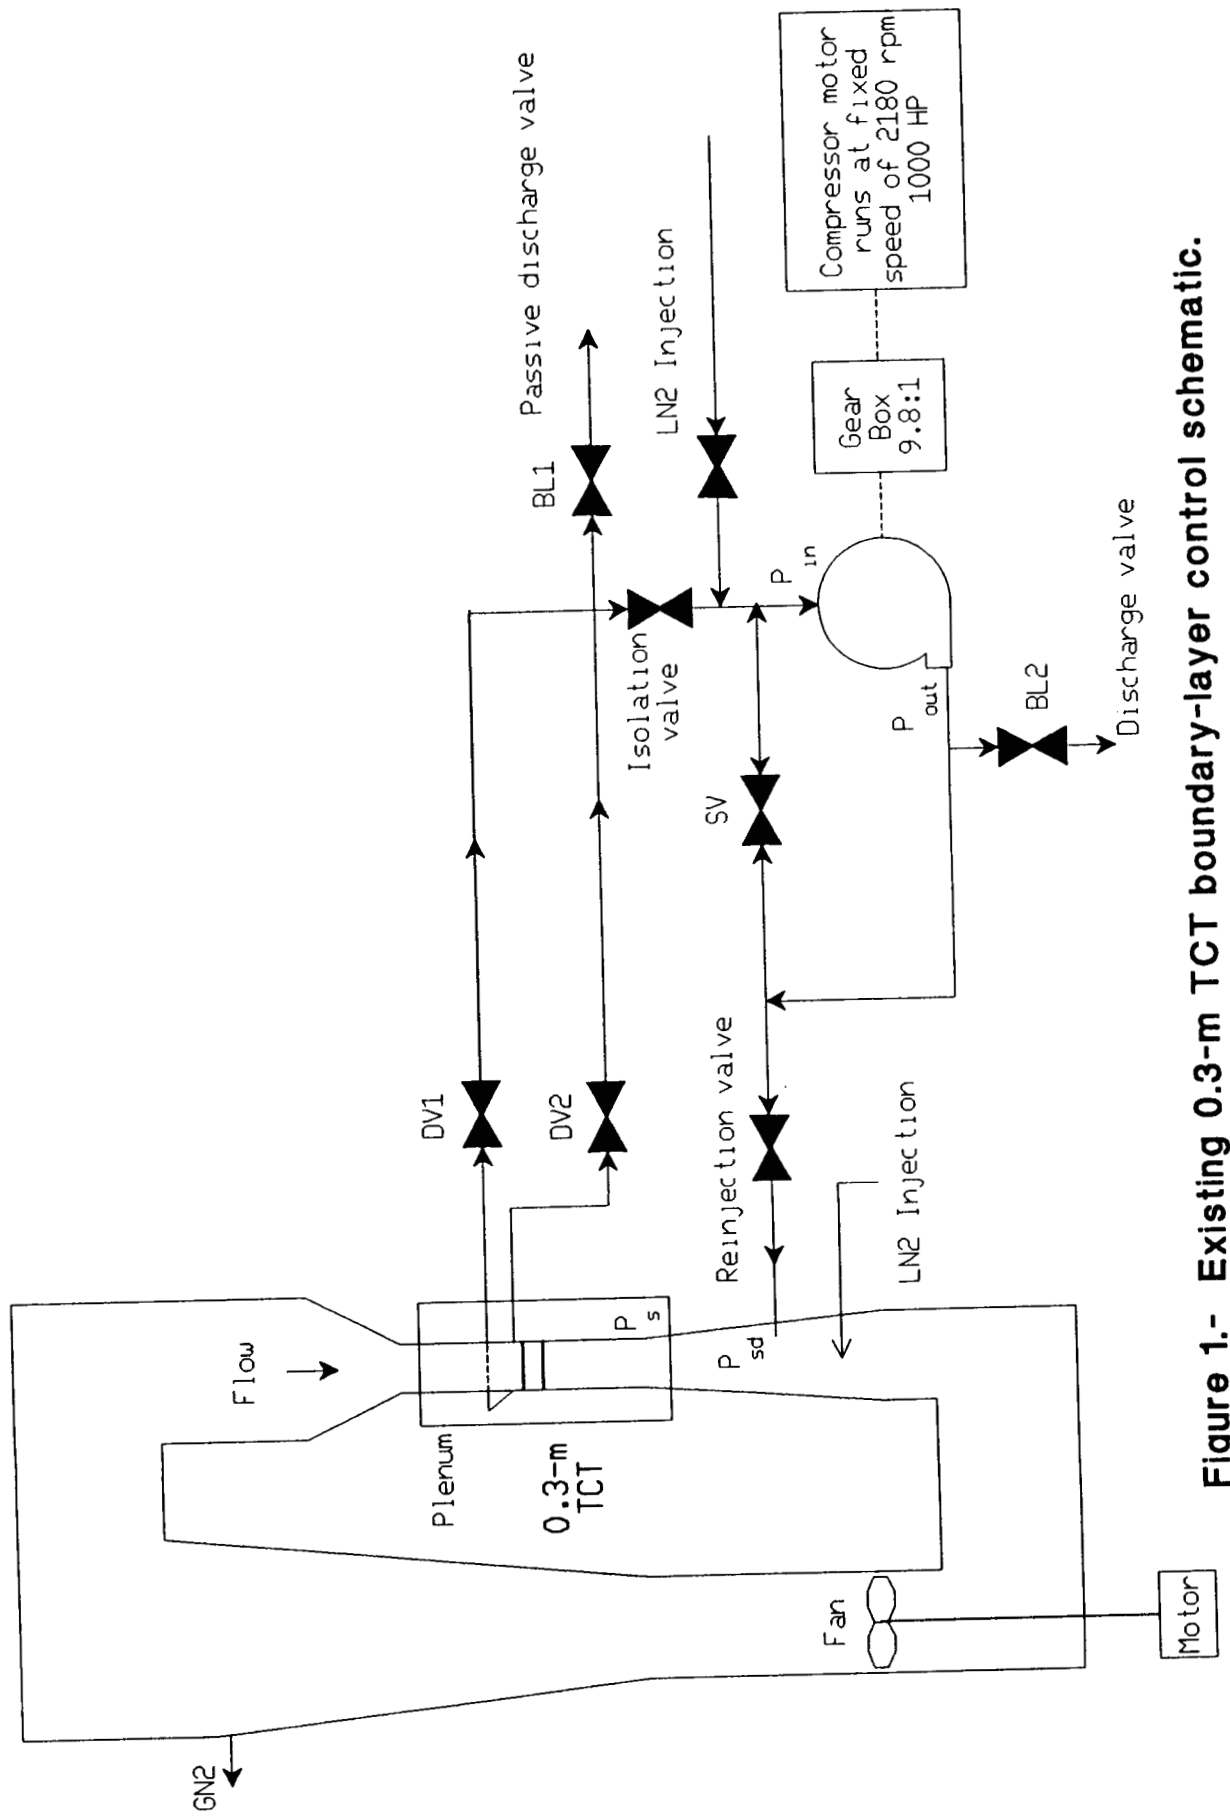 GN2
Flow
Plenum
0.3-m
TCT
P
s
P
sd
Fan
Motor
LN2 Injection
Reinjection valve
DV1
DV2
SV
Isolation
valve
BL1
Passive discharge valve
LN2 Injection
P
in
P
out
BL2
Discharge valve
Gear
Box
9.8:1
Compressor motor
runs at fixed
speed of 2180 rpm
1000 HP
Figure 1.- Existing 0.3-m TCT boundary-layer control schematic.